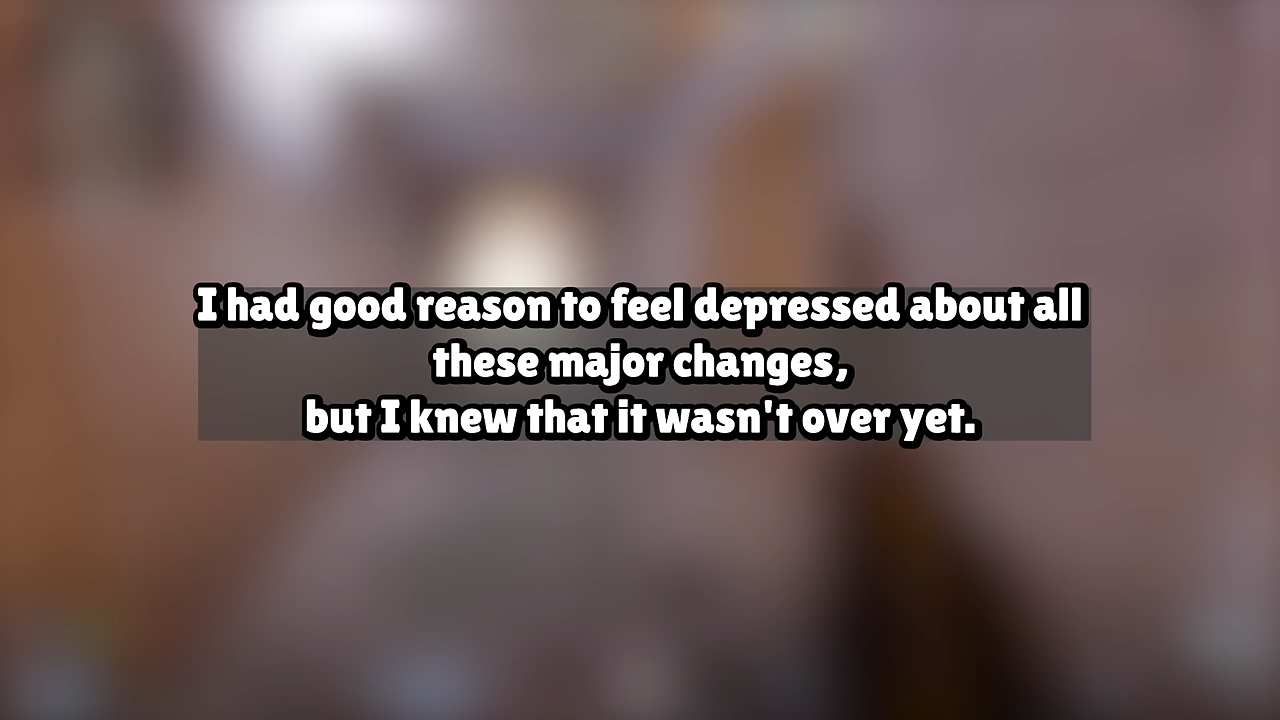 I had good reason to feel depressed about all
these major changes,
but I knew that it wasn't over yet.